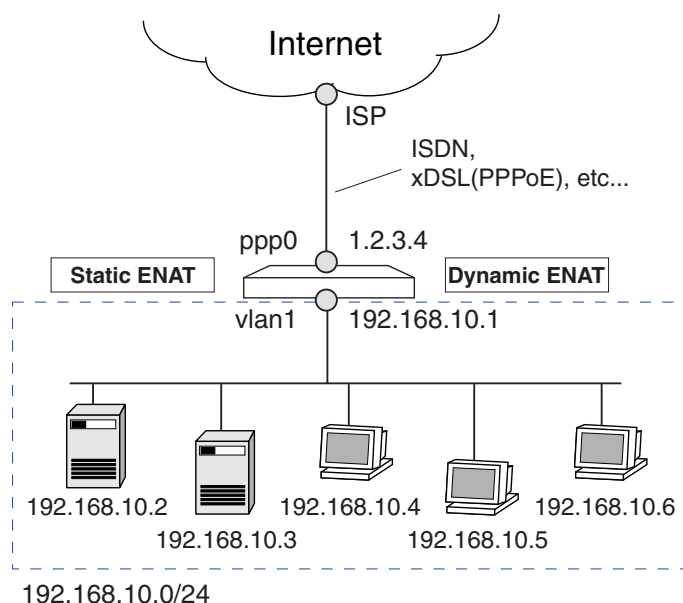 Internet
ISP
ISDN,
xDSL(PPPoE), etc...
ppp0
1.2.3.4
Static ENAT
Dynamic ENAT
vlan1
192.168.10.1
192.168.10.2
192.168.10.3
192.168.10.4
192.168.10.5
192.168.10.6
192.168.10.0/24